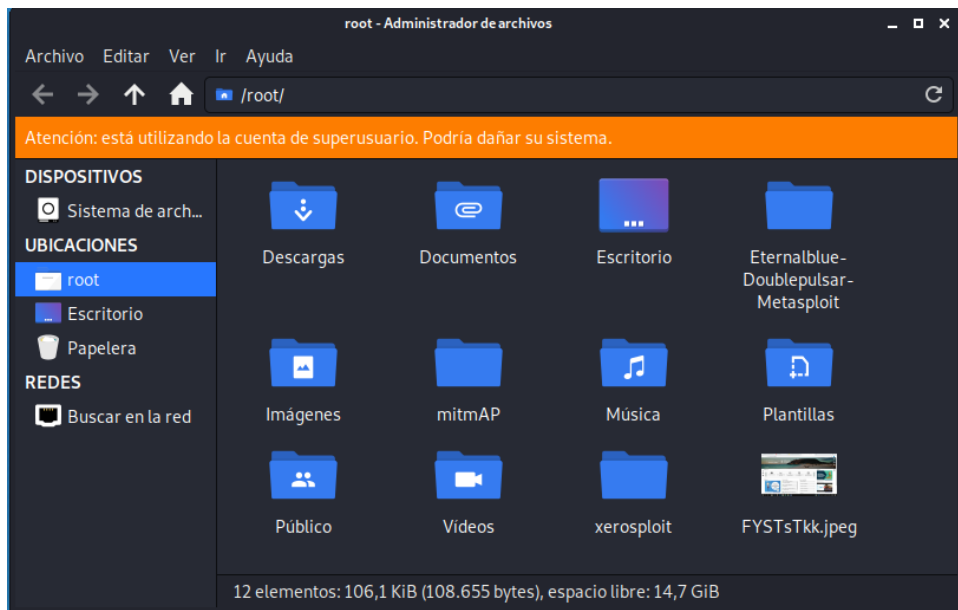 root - Administrador de archivos
Archivo Editar Ver Ir Ayuda
/root/
Atención: está utilizando la cuenta de superusuario. Podría dañar su sistema.
DISPOSITIVOS
Sistema de arch...
UBICACIONES
root
Escritorio
Papelera
REDES
Buscar en la red
Descargas
Documentos
Escritorio
Eternalblue-
Doublepulsar-
Metasploit
Imágenes
mitmAP
Música
Plantillas
Público
Vídeos
xerosploit
FYSTsTkk.jpeg
12 elementos: 106,1 KiB (108.655 bytes), espacio libre: 14,7 GiB